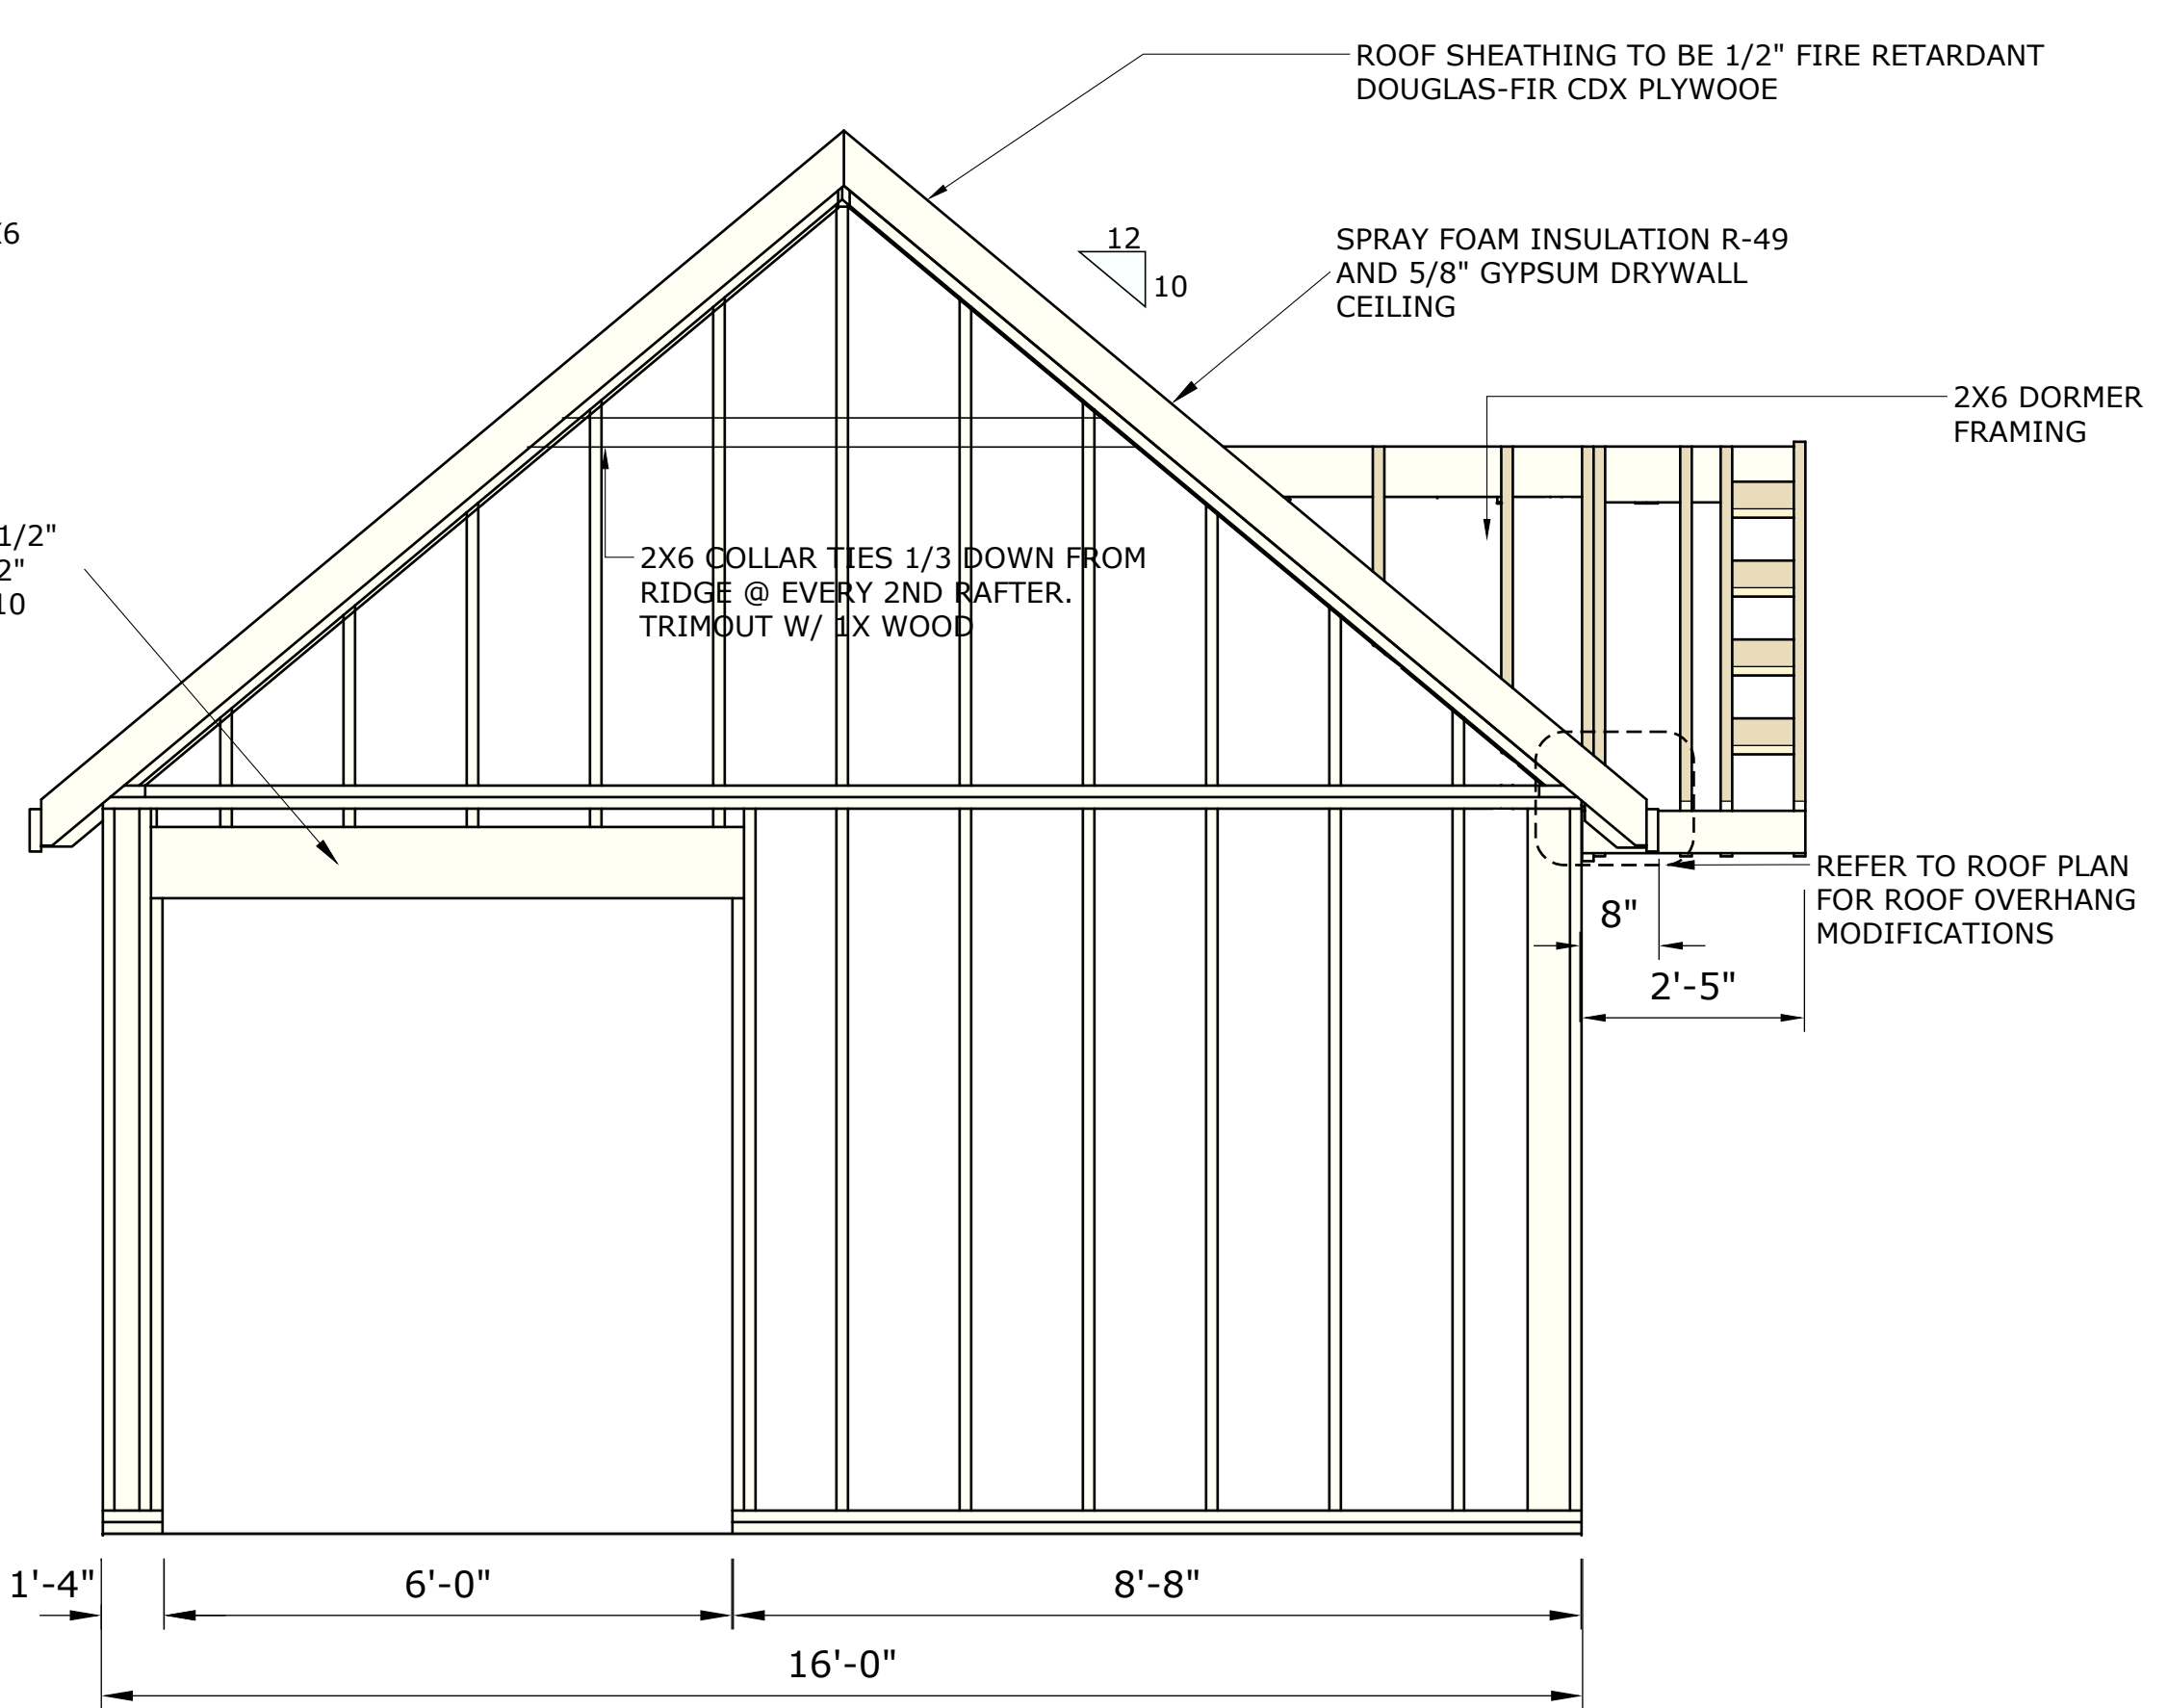 ROOF SHEATHING TO BE 1/2" FIRE RETARDANT
DOUGLAS-FIR CDX PLYWOOE
12
10
SPRAY FOAM INSULATION R-49
AND 5/8" GYPSUM DRYWALL
CEILING
2X6 DORMER
FRAMING
1/2"
2"
10
2X6 COLLAR TIES 1/3 DOWN FROM
RIDGE @ EVERY 2ND RAFTER.
TRIMOUT W/ 1X WOOD
REFER TO ROOF PLAN
FOR ROOF OVERHANG
MODIFICATIONS
8"
2'-5"
1'-4"
6'-0"
8'-8"
16'-0"